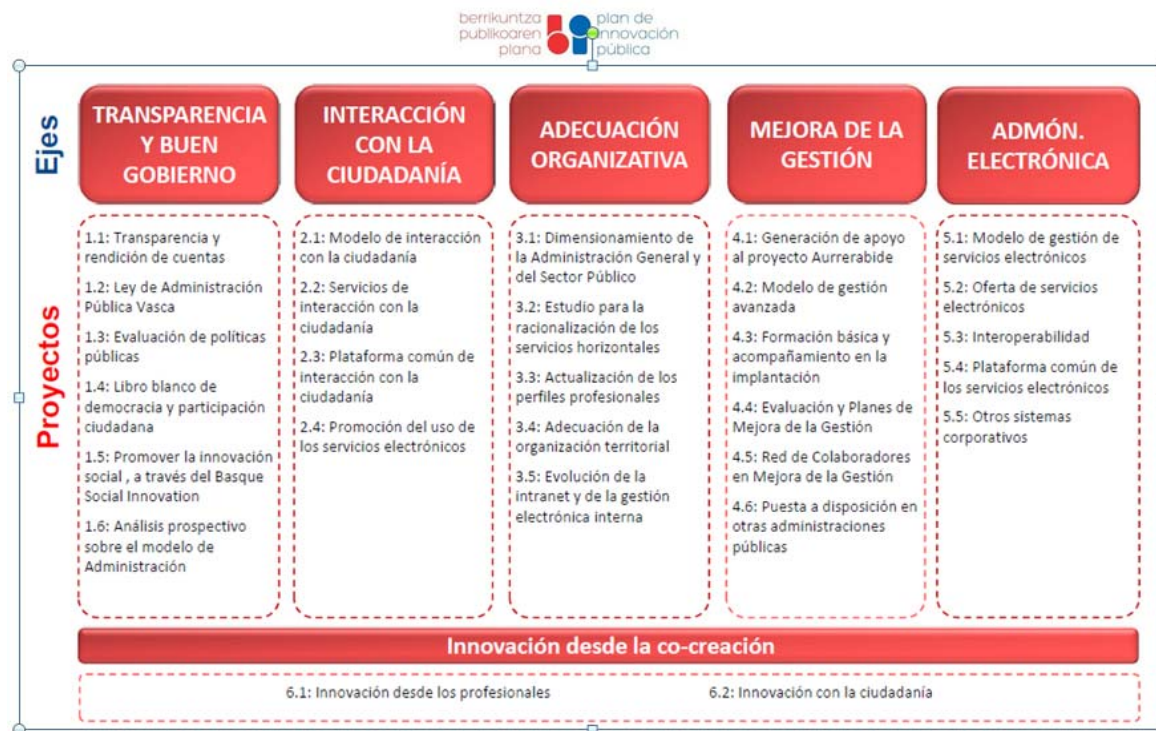 berrikuntza
publikoaren
plana
plan de
innovación
pública
Ejes
TRANSPARENCIA
Y BUEN
GOBIERNO
INTERACCIÓN
CON LA
CIUDADANÍA
ADECUACIÓN
ORGANIZATIVA
MEJORA DE LA
GESTIÓN
ADMÓN.
ELECTRÓNICA
Proyectos
1.1: Transparencia y
rendición de cuentas
1.2: Ley de Administración
Pública Vasca
1.3: Evaluación de políticas
públicas
1.4: Libro blanco de
democracia y participación
ciudadana
1.5: Promover la innovación
social , a través del Basque
Social Innovation
1.6: Análisis prospectivo
sobre el modelo de
Administración
2.1: Modelo de interacción
con la ciudadanía
2.2: Servicios de
interacción con la
ciudadanía
2.3: Plataforma común de
interacción con la
ciudadanía
2.4: Promoción del uso de
los servicios electrónicos
3.1: Dimensionamiento de
la Administración General y
del Sector Público
3.2: Estudio para la
racionalización de los
servicios horizontales
3.3: Actualización de los
perfiles profesionales
3.4: Adecuación de la
organización territorial
3.5: Evolución de la
intranet y de la gestión
electrónica interna
4.1: Generación de apoyo
al proyecto Aurrerabide
4.2: Modelo de gestión
avanzada
4.3: Formación básica y
acompañamiento en la
implantación
4.4: Evaluación y Planes de
Mejora de la Gestión
4.5: Red de Colaboradores
en Mejora de la Gestión
4.6: Puesta a disposición en
otras administraciones
públicas
5.1: Modelo de gestión de
servicios electrónicos
5.2: Oferta de servicios
electrónicos
5.3: Interoperabilidad
5.4: Plataforma común de
los servicios electrónicos
5.5: Otros sistemas
corporativos
Innovación desde la co-creación
6.1: Innovación desde los profesionales
6.2: Innovación con la ciudadanía